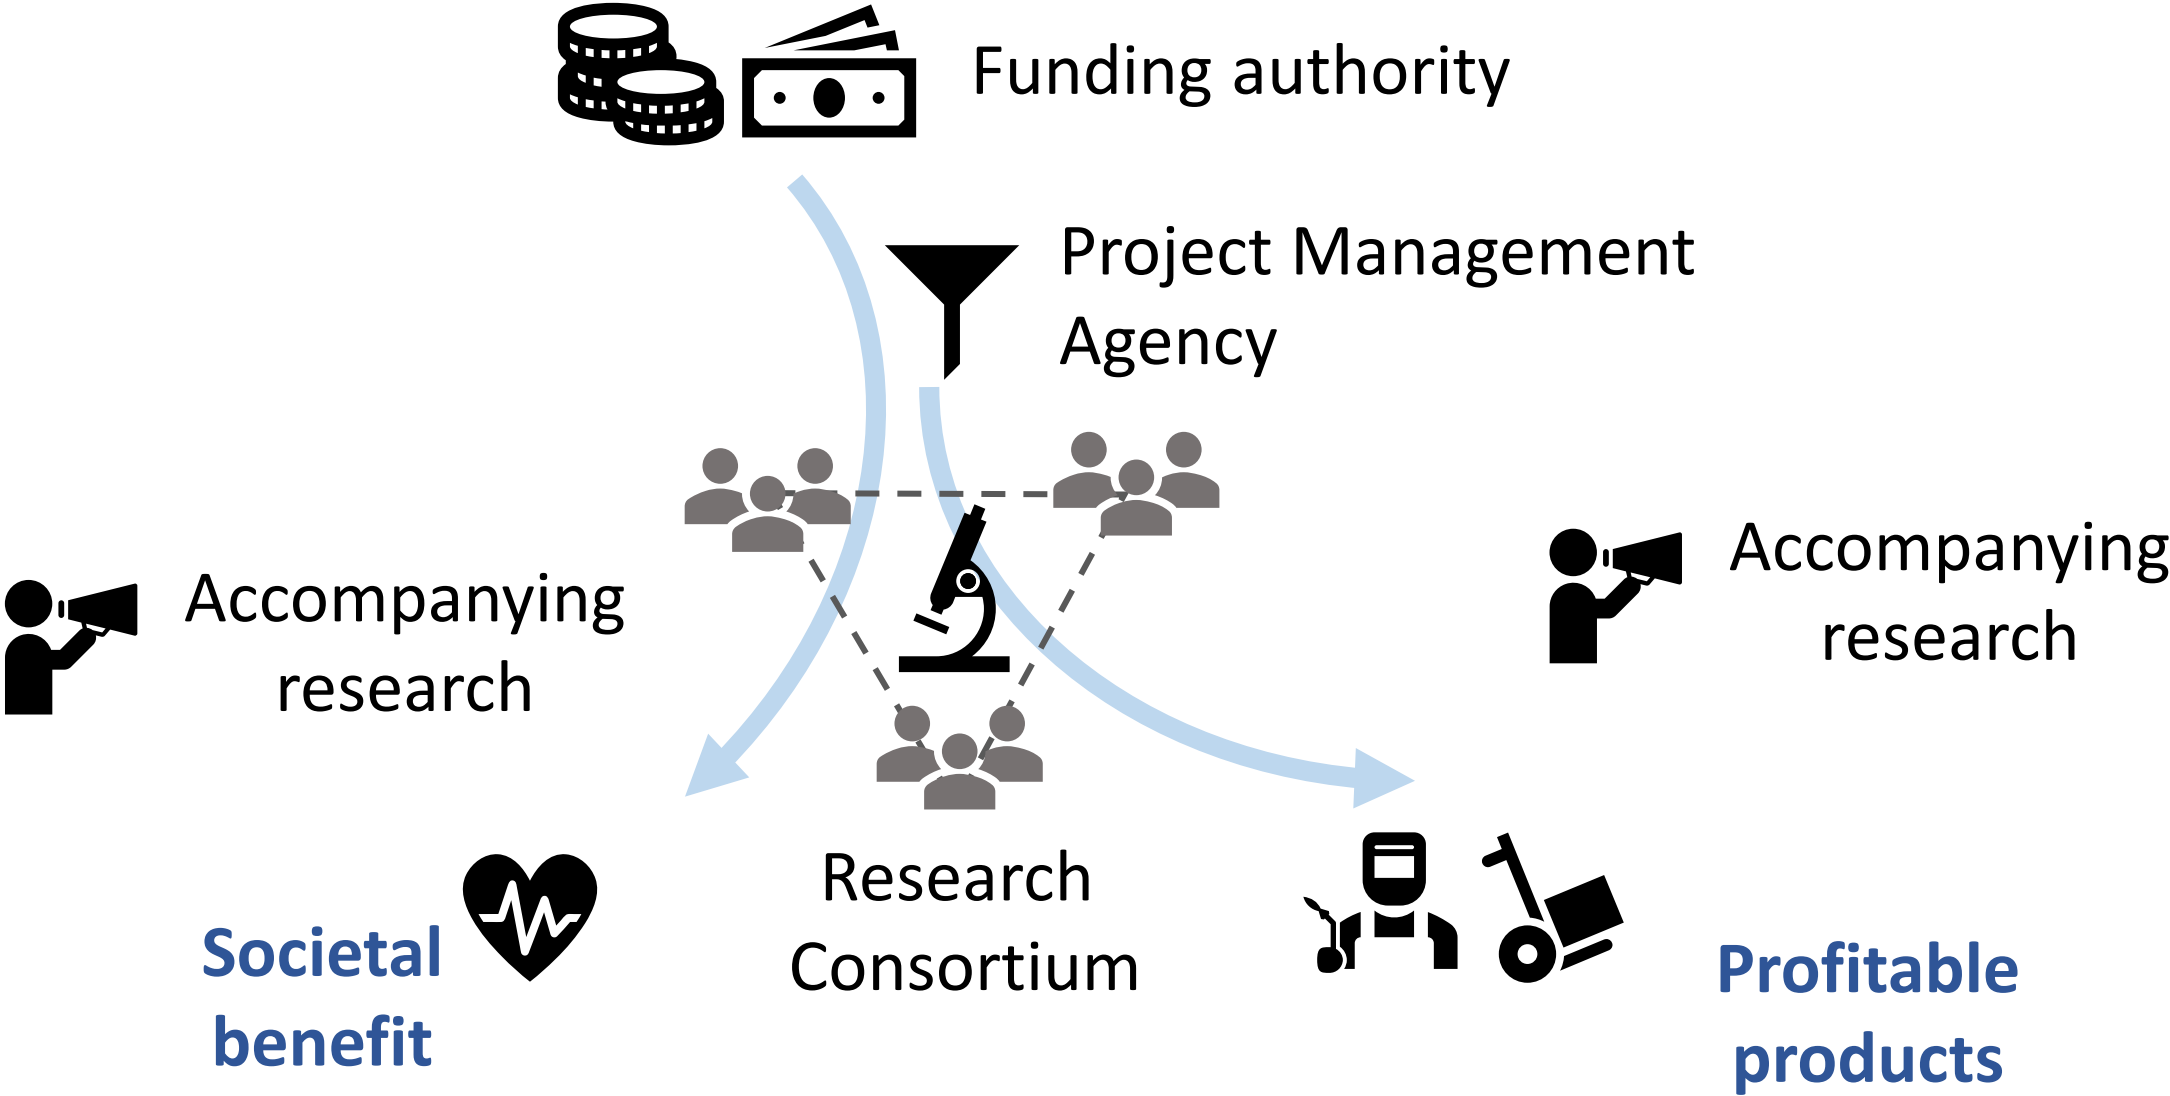 Funding authority
Project Management
Agency
Accompanying
research
Accompanying
research
Research
Consortium
Societal
benefit
Profitable
products